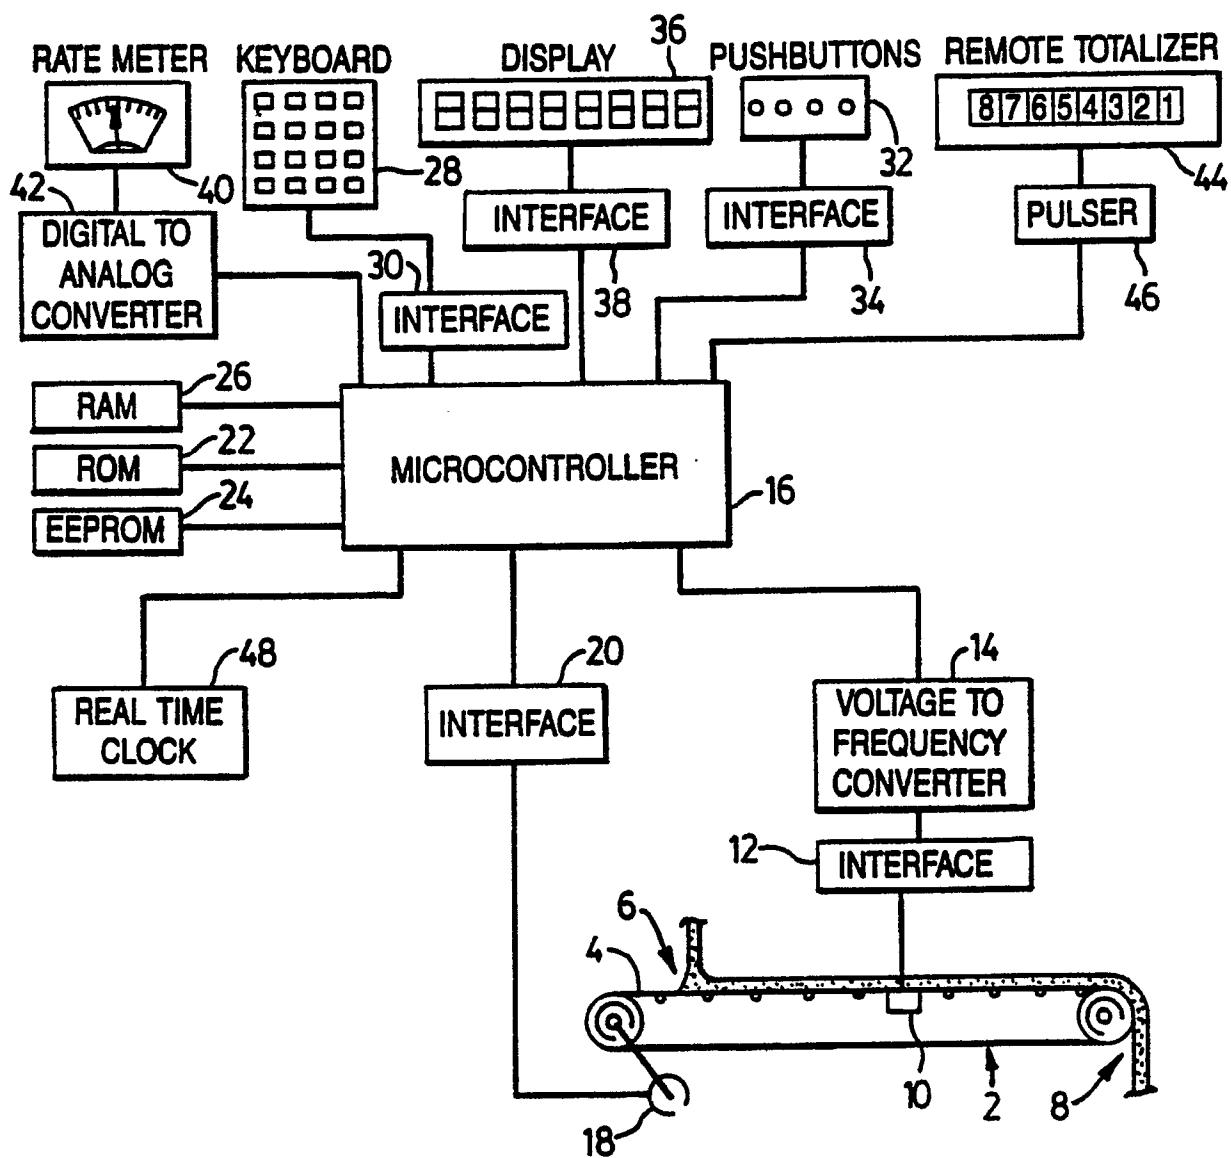 36
RATE METER
KEYBOARD
DISPLAY
PUSHBUTTONS
REMOTE TOTALIZER
8 7 6 5 4 3 2 1
42
40
28
32
44
DIGITAL TO
ANALOG
CONVERTER
INTERFACE
INTERFACE
PULSER
30
38
34
46
INTERFACE
RAM
26
ROM
22
EEPROM
24
MICROCONTROLLER
16
48
20
14
REAL TIME
CLOCK
INTERFACE
VOLTAGE TO
FREQUENCY
CONVERTER
12
INTERFACE
6
4
10
2
8
18